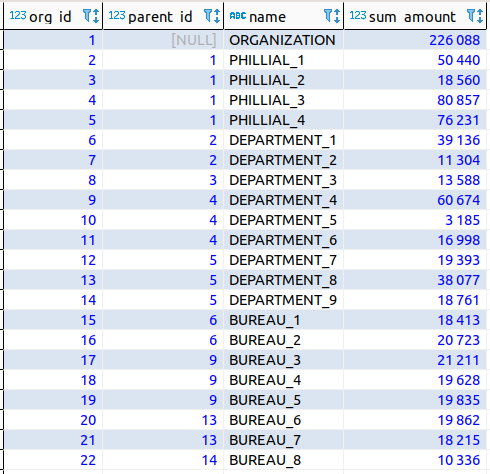 123 org_id 123 parent_id ABC name 123 sum_amount
1 [NULL] ORGANIZATION 226 088
2 1 PHILLIAL_1 50 440
3 1 PHILLIAL_2 18 560
4 1 PHILLIAL_3 80 857
5 1 PHILLIAL_4 76 231
6 2 DEPARTMENT_1 39 136
7 2 DEPARTMENT_2 11 304
8 3 DEPARTMENT_3 13 588
9 4 DEPARTMENT_4 60 674
10 4 DEPARTMENT_5 3 185
11 4 DEPARTMENT_6 16 998
12 5 DEPARTMENT_7 19 393
13 5 DEPARTMENT_8 38 077
14 5 DEPARTMENT_9 18 761
15 6 BUREAU_1 18 413
16 6 BUREAU_2 20 723
17 9 BUREAU_3 21 211
18 9 BUREAU_4 19 628
19 9 BUREAU_5 19 835
20 13 BUREAU_6 19 862
21 13 BUREAU_7 18 215
22 14 BUREAU_8 10 336